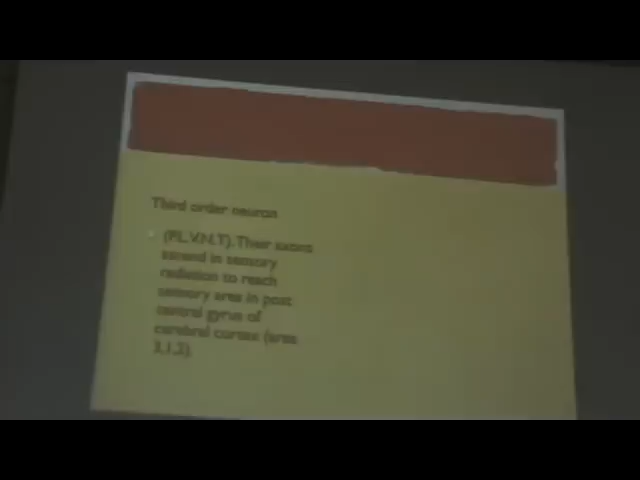 Third order neuron
(P.L.V.N.T). Their axons
extend in sensory
radiation to reach
sensory area in post
central gyrus of
cerebral cortex (area
3,1,2)